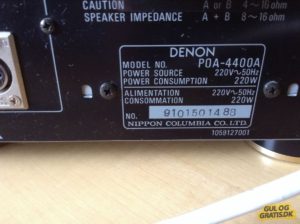 CAUTION
A or B 4~16 ohm
SPEAKER IMPEDANCE A + B 8~16 ohm
DENON
MODEL NO. POA-4400A
POWER SOURCE 220V~50Hz
POWER CONSUMPTION 220W
ALIMENTATION 220V~50Hz
CONSOMMATION 220W
NO. 9101501488
NIPPON COLUMBIA CO. LTD.
1059127001
GUL OG
GRATIS.DK